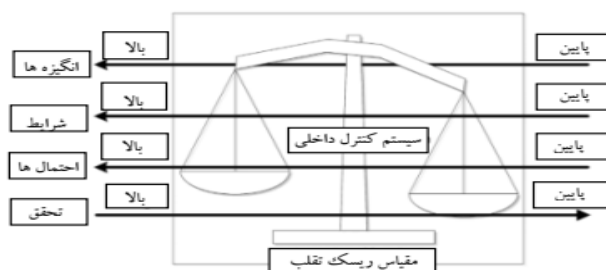 پایین
بالا
انگیزه ها
پایین
بالا
شرایط
سیستم کنترل داخلی
پایین
بالا
احتمال ها
پایین
بالا
تحقق
مقیاس ریسک تقلب